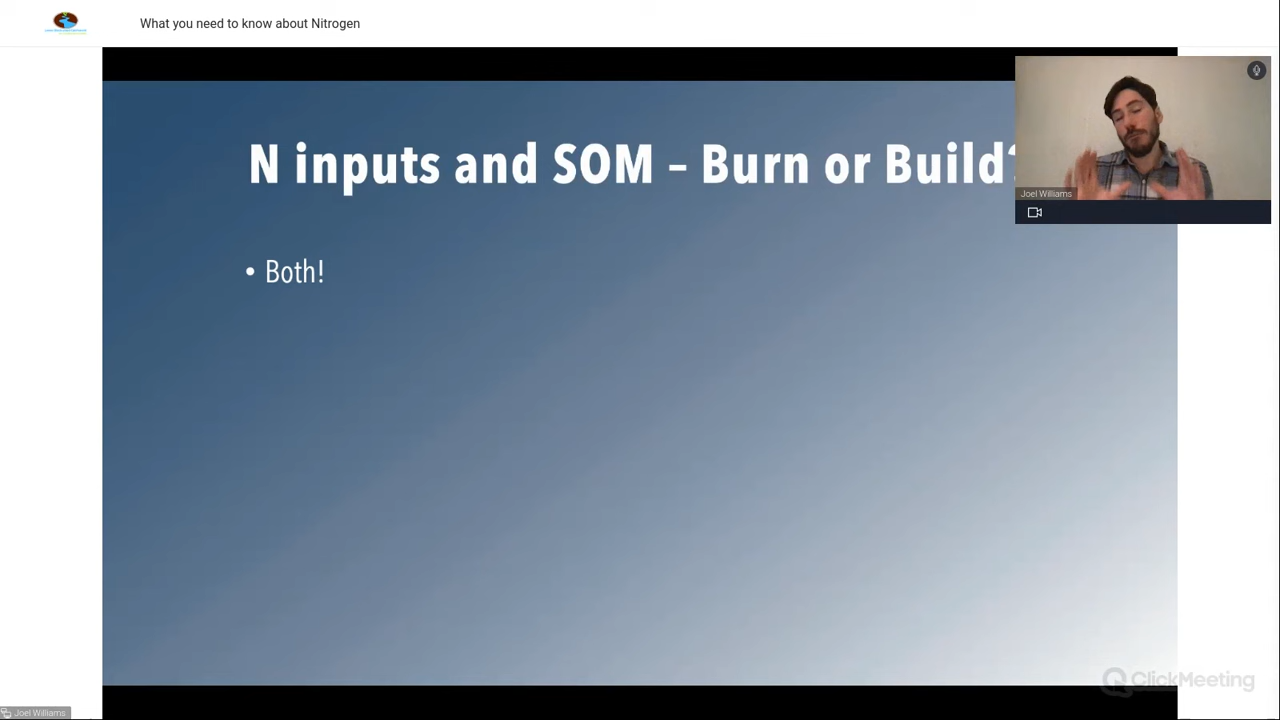 What you need to know about Nitrogen
N inputs and SOM – Burn or Build?
• Both!
Joel Williams
ClickMeeting
Joel Williams